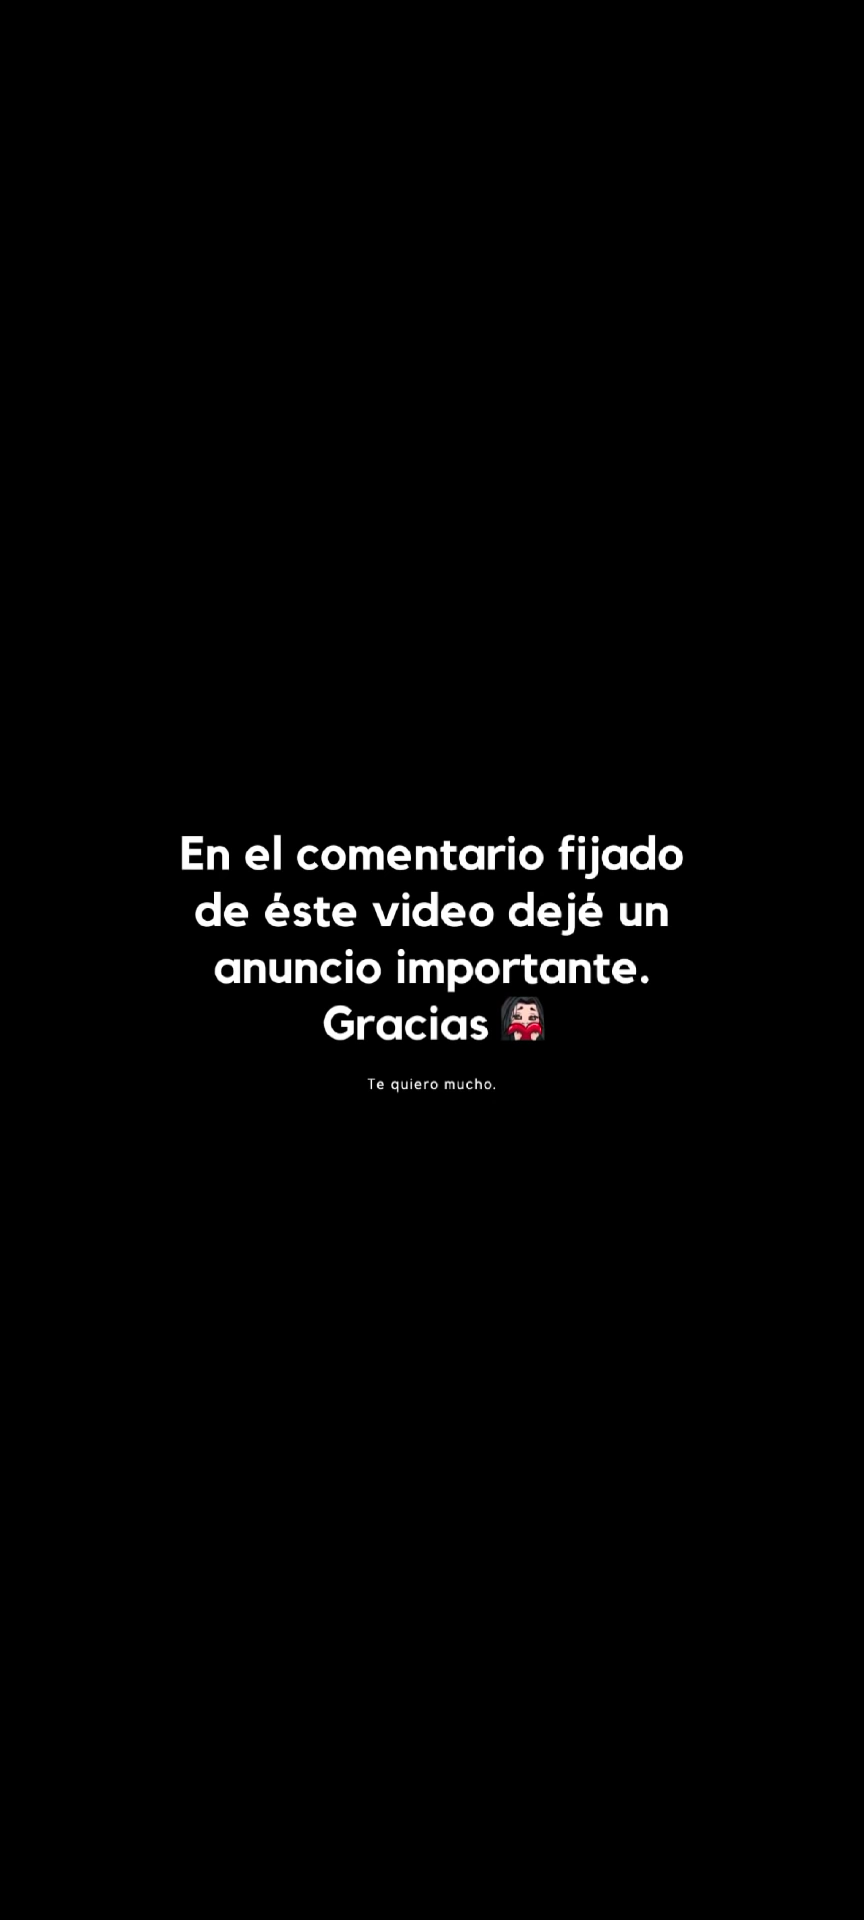 En el comentario fijado
de éste video dejé un
anuncio importante.
Gracias
Te quiero mucho.